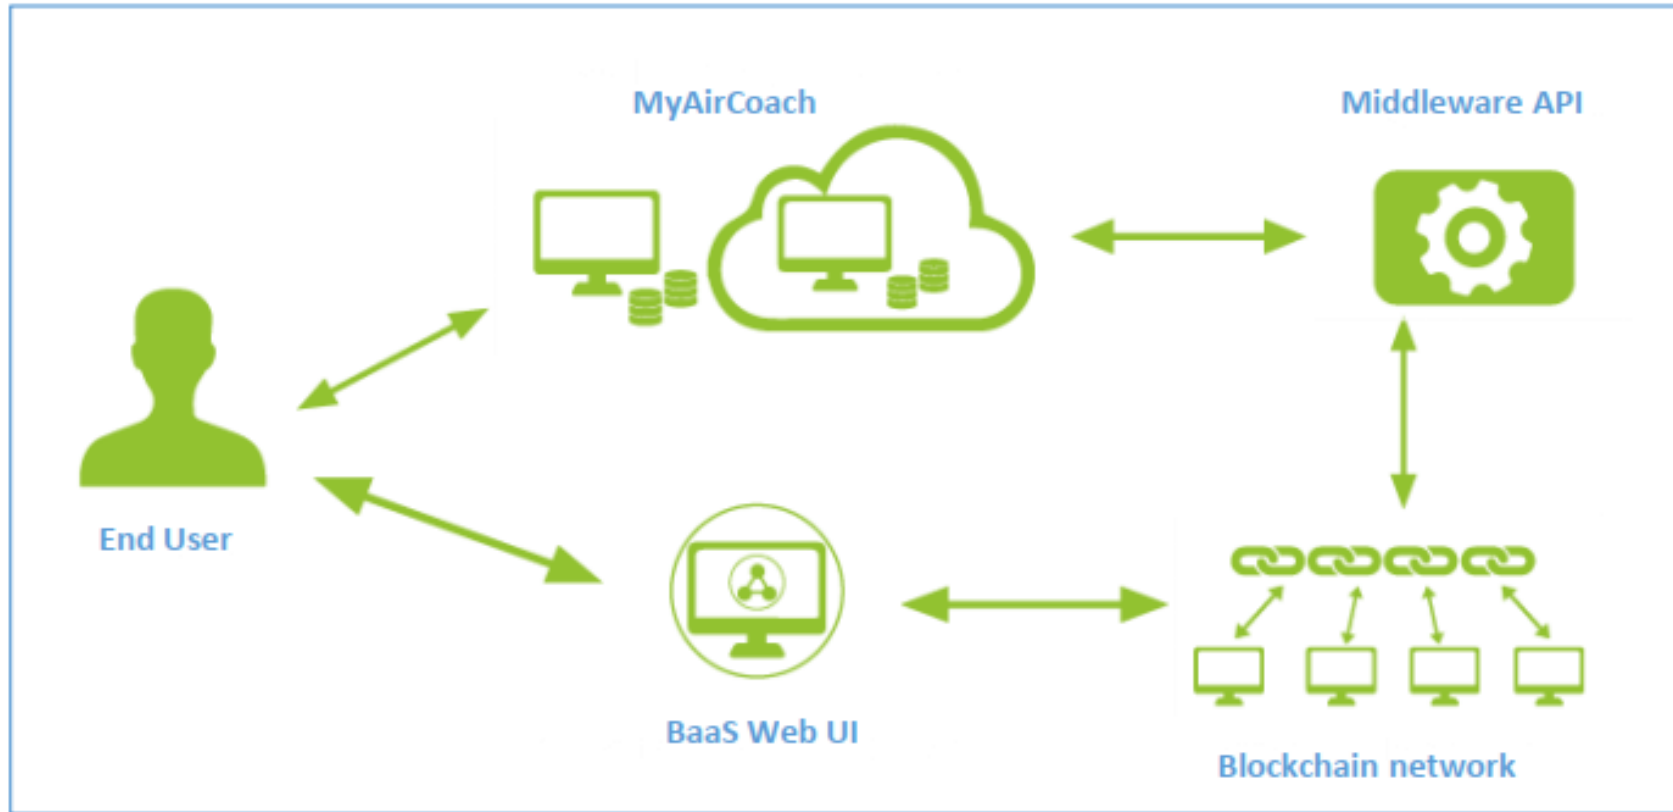 MyAirCoach
Middleware API
End User
BaaS Web UI
Blockchain network